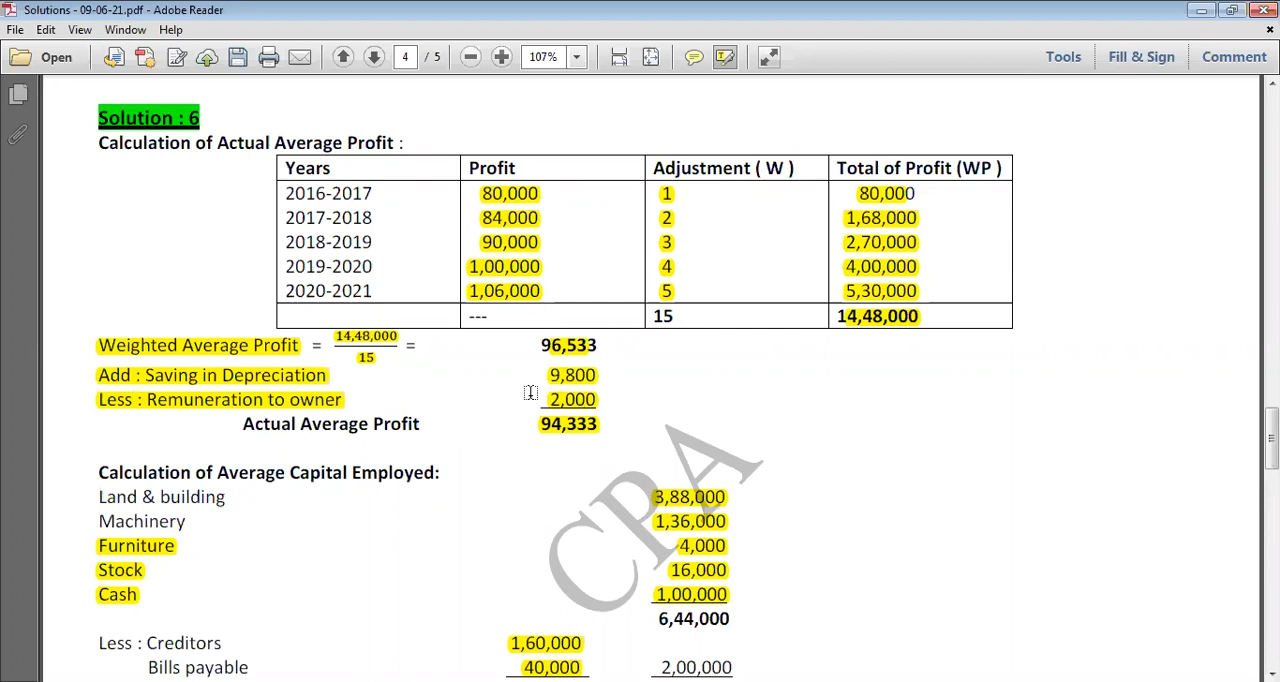 Solutions - 09-06-21.pdf - Adobe Reader
File Edit View Window Help
Open 4 / 5 107% Tools Fill & Sign Comment
Solution : 6
Calculation of Actual Average Profit :
Years Profit Adjustment ( W ) Total of Profit (WP )
2016-2017 80,000 1 80,000
2017-2018 84,000 2 1,68,000
2018-2019 90,000 3 2,70,000
2019-2020 1,00,000 4 4,00,000
2020-2021 1,06,000 5 5,30,000
--- 15 14,48,000
Weighted Average Profit = 14,48,000 / 15 = 96,533
Add : Saving in Depreciation 9,800
Less : Remuneration to owner 2,000
Actual Average Profit 94,333
Calculation of Average Capital Employed:
Land & building 3,88,000
Machinery 1,36,000
Furniture 4,000
Stock 16,000
Cash 1,00,000
6,44,000
Less : Creditors 1,60,000
Bills payable 40,000 2,00,000
CPA